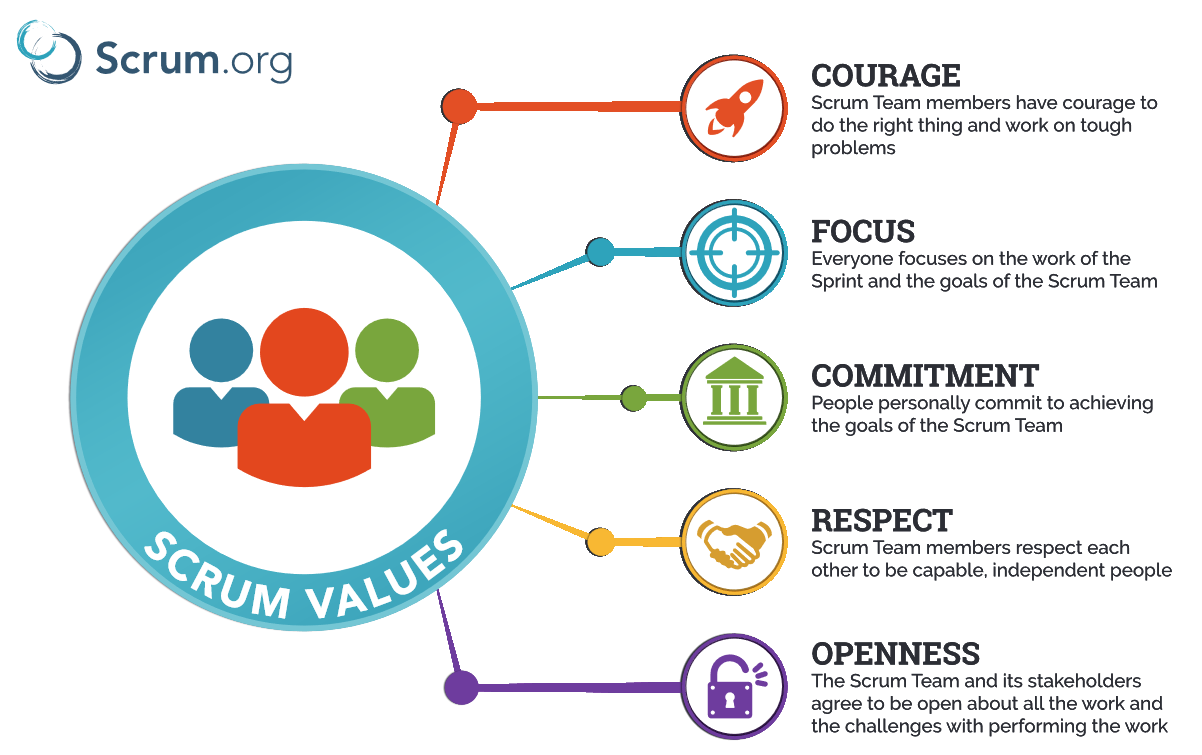 Scrum.org
SCRUM VALUES
COURAGE
Scrum Team members have courage to
do the right thing and work on tough
problems
FOCUS
Everyone focuses on the work of the
Sprint and the goals of the Scrum Team
COMMITMENT
People personally commit to achieving
the goals of the Scrum Team
RESPECT
Scrum Team members respect each
other to be capable, independent people
OPENNESS
The Scrum Team and its stakeholders
agree to be open about all the work and
the challenges with performing the work